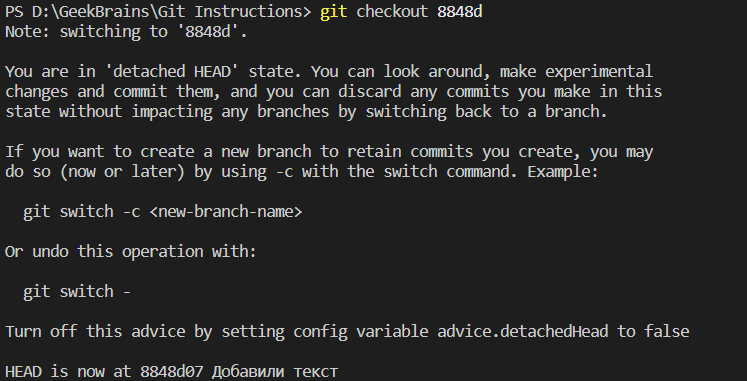 PS D:\GeekBrains\Git Instructions> git checkout 8848d
Note: switching to '8848d'.
You are in 'detached HEAD' state. You can look around, make experimental
changes and commit them, and you can discard any commits you make in this
state without impacting any branches by switching back to a branch.
If you want to create a new branch to retain commits you create, you may
do so (now or later) by using -c with the switch command. Example:
git switch -c <new-branch-name>
Or undo this operation with:
git switch -
Turn off this advice by setting config variable advice.detachedHead to false
HEAD is now at 8848d07 Добавили текст